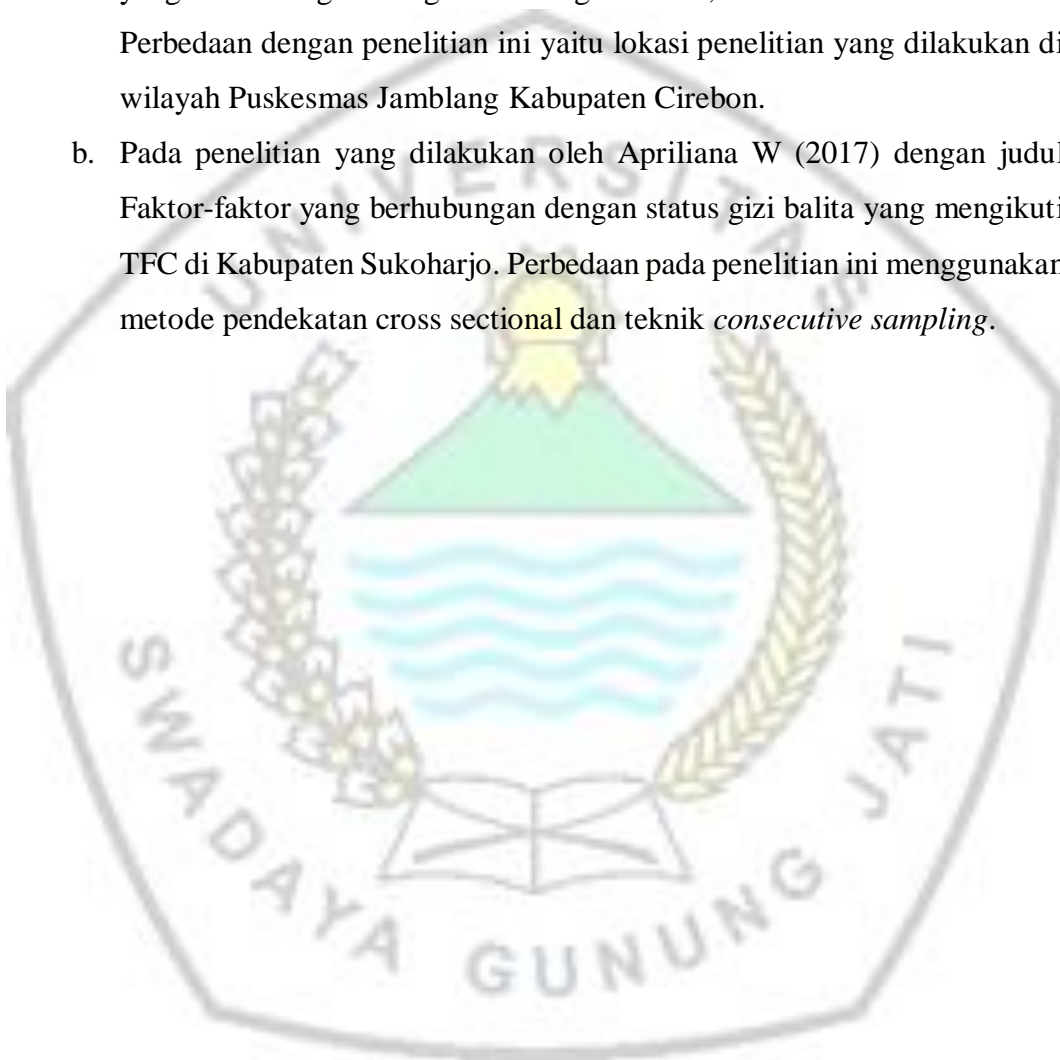 Perbedaan dengan penelitian ini yaitu lokasi penelitian yang dilakukan di
wilayah Puskesmas Jamblang Kabupaten Cirebon.
b. Pada penelitian yang dilakukan oleh Apriliana W (2017) dengan judul
Faktor-faktor yang berhubungan dengan status gizi balita yang mengikuti
TFC di Kabupaten Sukoharjo. Perbedaan pada penelitian ini menggunakan
metode pendekatan cross sectional dan teknik consecutive sampling.
UNIVERSITAS
SWADAYA GUNUNG JATI